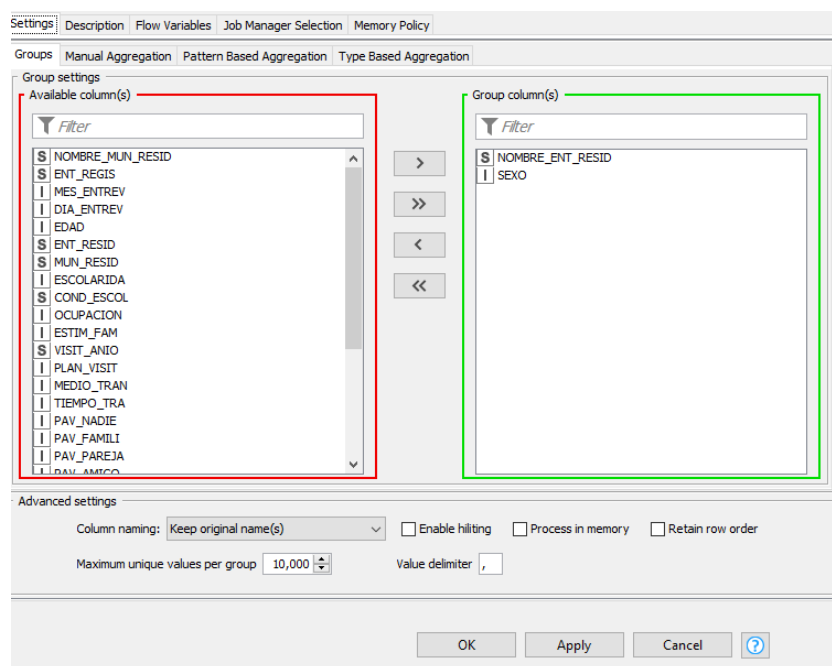 Settings Description Flow Variables Job Manager Selection Memory Policy
Groups Manual Aggregation Pattern Based Aggregation Type Based Aggregation
Group settings
Available column(s)
Filter
S NOMBRE_MUN_RESID
S ENT_REGIS
I MES_ENTREV
I DIA_ENTREV
I EDAD
S ENT_RESID
S MUN_RESID
I ESCOLARIDA
S COND_ESCOL
I OCUPACION
I ESTIM_FAM
S VISIT_ANIO
I PLAN_VISIT
I MEDIO_TRAN
I TIEMPO_TRA
I PAV_NADIE
I PAV_FAMILI
I PAV_PAREJA
I PAV_AMIGO
>
>>
<
<<
Group column(s)
Filter
S NOMBRE_ENT_RESID
I SEXO
Advanced settings
Column naming: Keep original name(s) Enable hiliting Process in memory Retain row order
Maximum unique values per group 10,000 Value delimiter ,
OK Apply Cancel ?